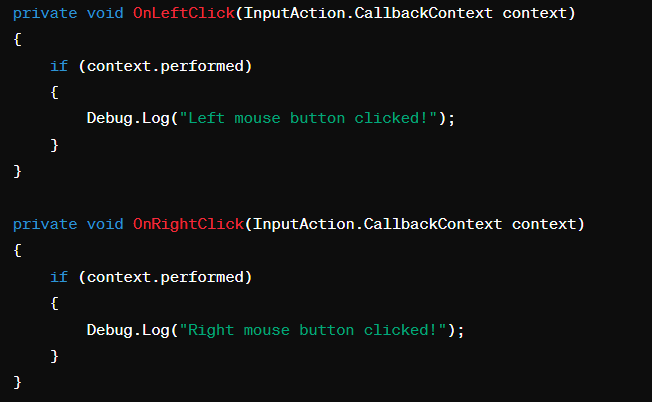 private void OnLeftClick(InputAction.CallbackContext context)
{
    if (context.performed)
    {
        Debug.Log("Left mouse button clicked!");
    }
}

private void OnRightClick(InputAction.CallbackContext context)
{
    if (context.performed)
    {
        Debug.Log("Right mouse button clicked!");
    }
}